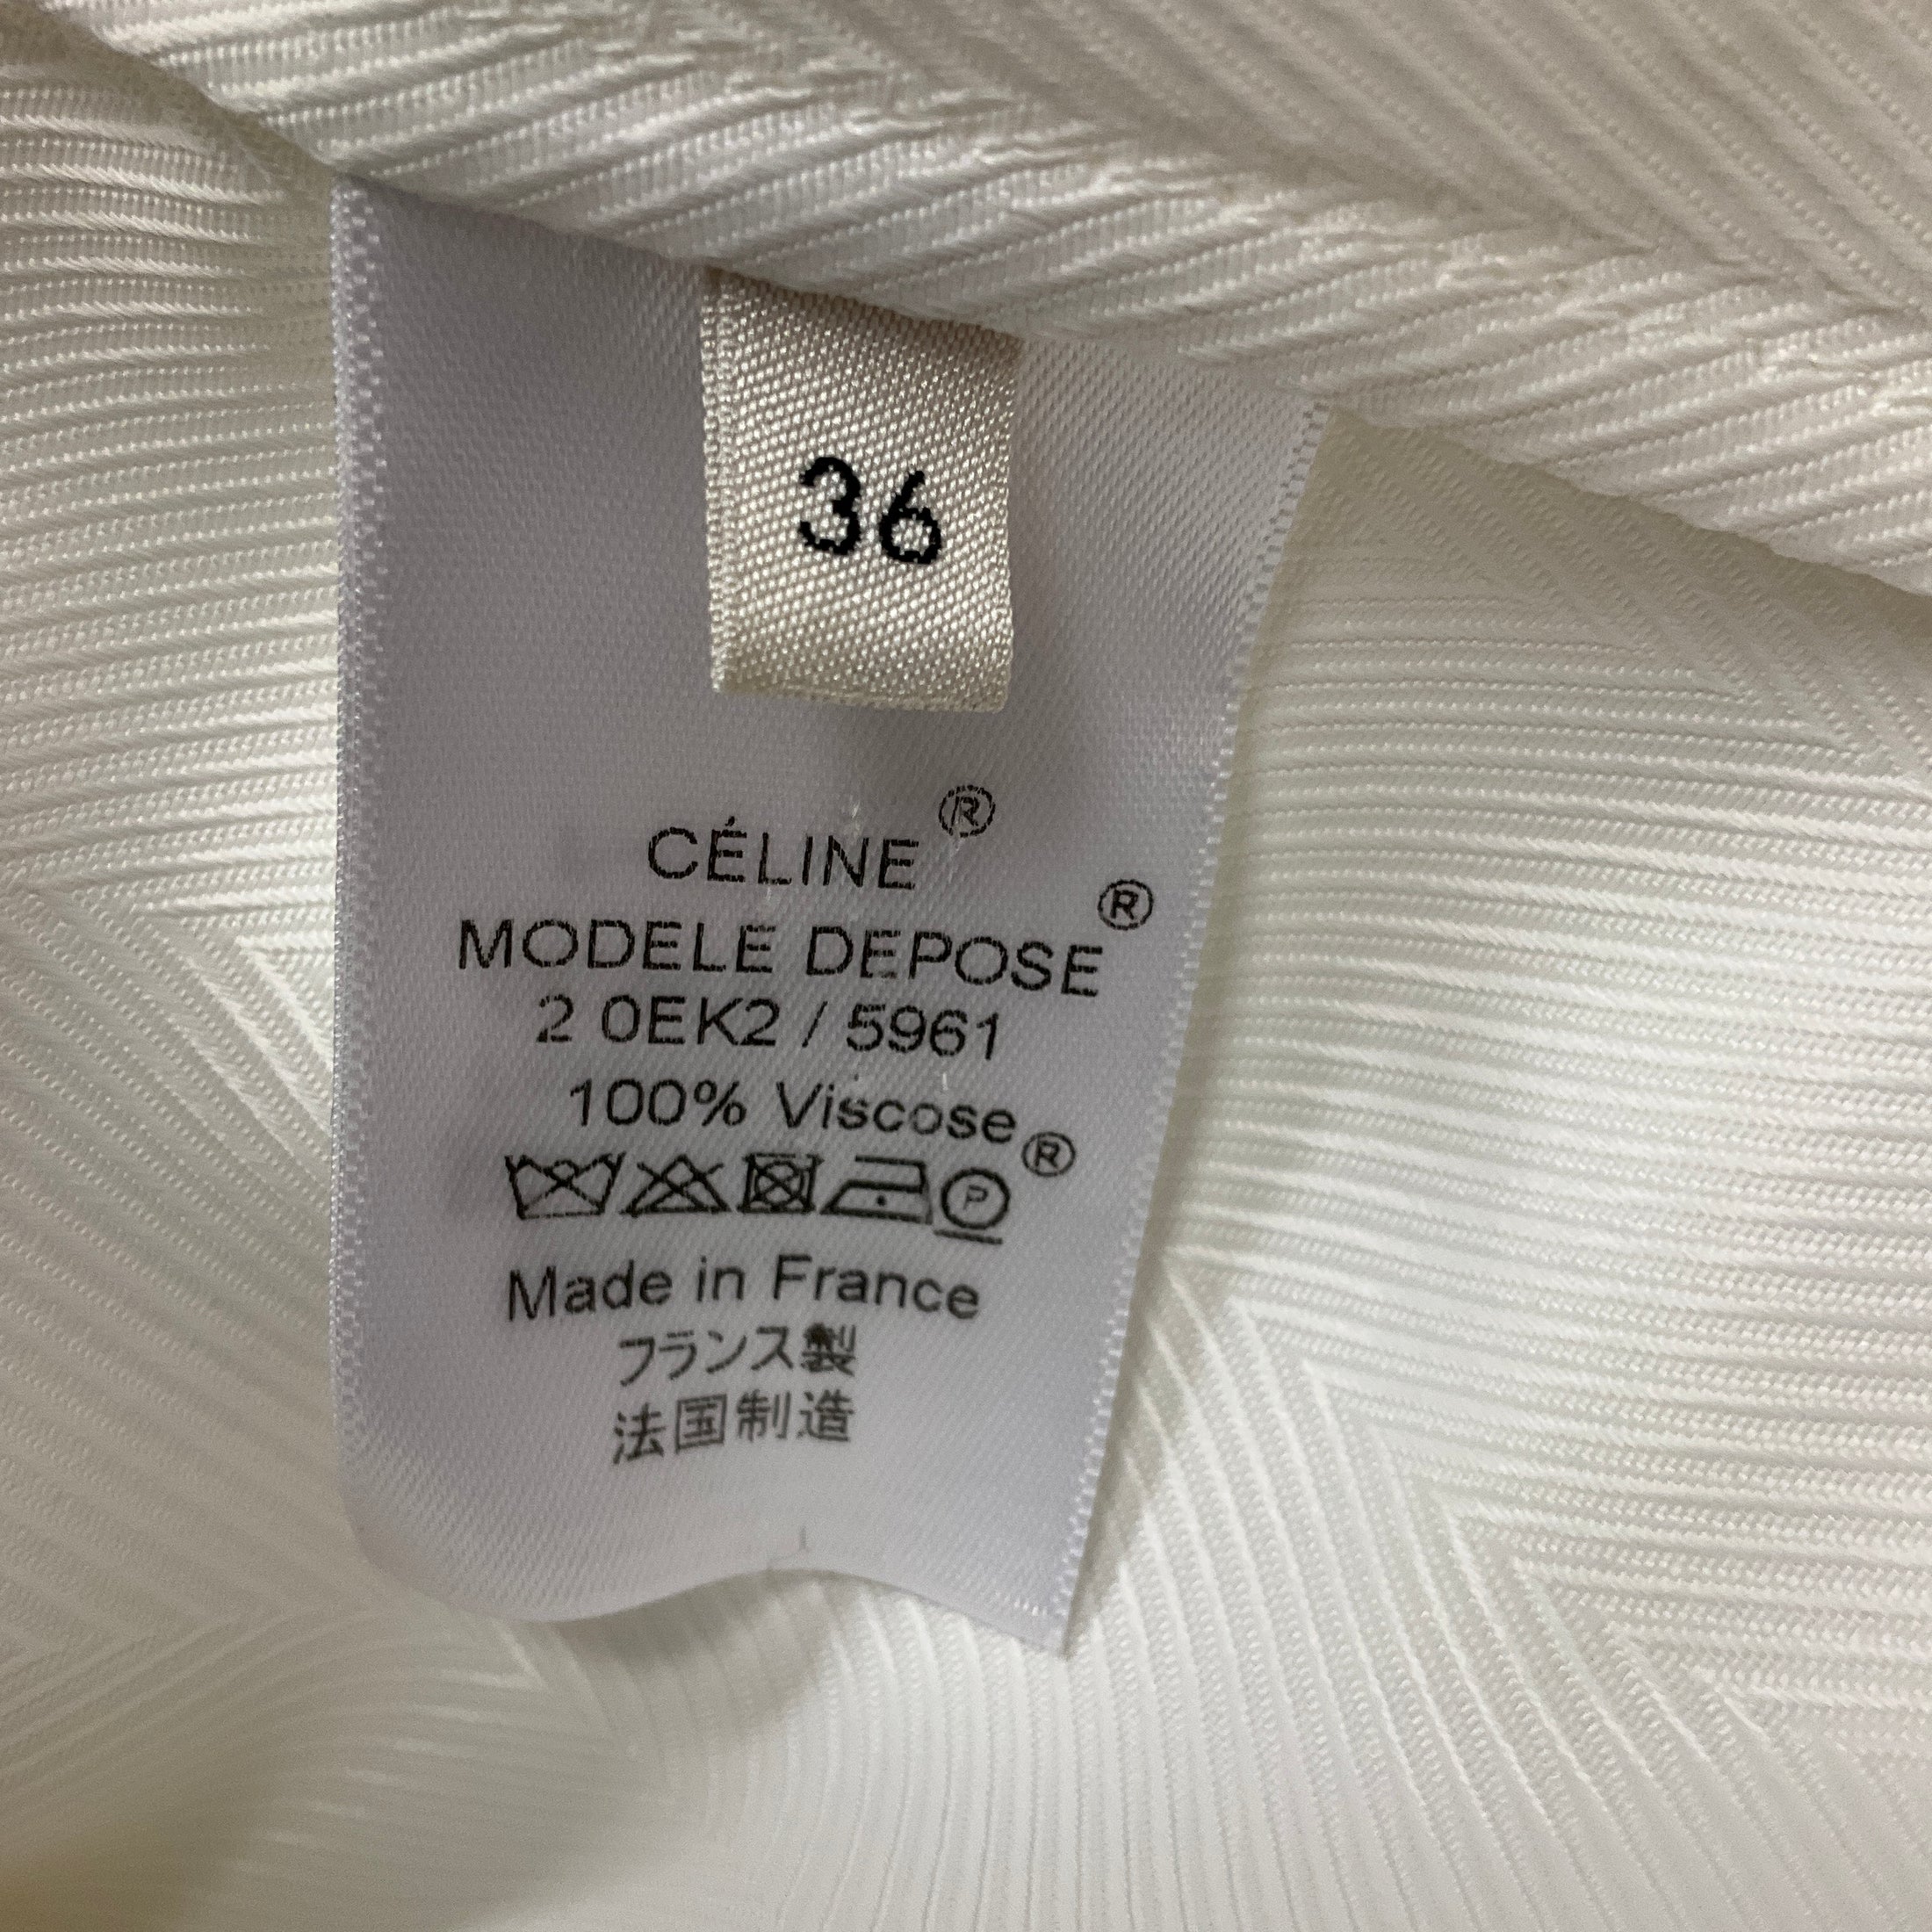 36
CÉLINE ®
MODELE DEPOSE ®
2 0EK2 / 5961
100% Viscose
P ®
Made in France
フランス製
法国制造